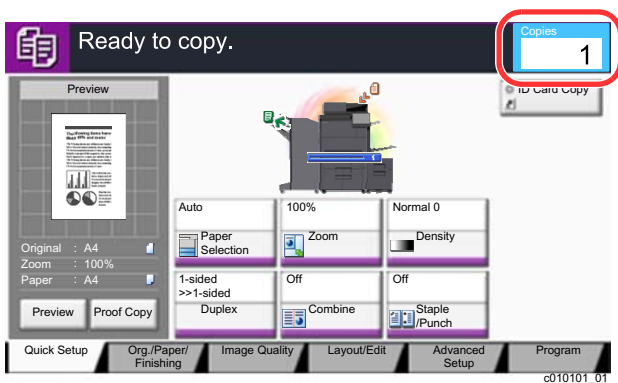 Ready to copy.
Copies
1
ID Card Copy
Preview
Original : A4
Zoom : 100%
Paper : A4
Preview
Proof Copy
Auto
Paper
Selection
100%
Zoom
Normal 0
Density
1-sided
>>1-sided
Duplex
Off
Combine
Off
Staple
/Punch
Quick Setup
Org./Paper/
Finishing
Image Quality
Layout/Edit
Advanced
Setup
Program
c010101_01